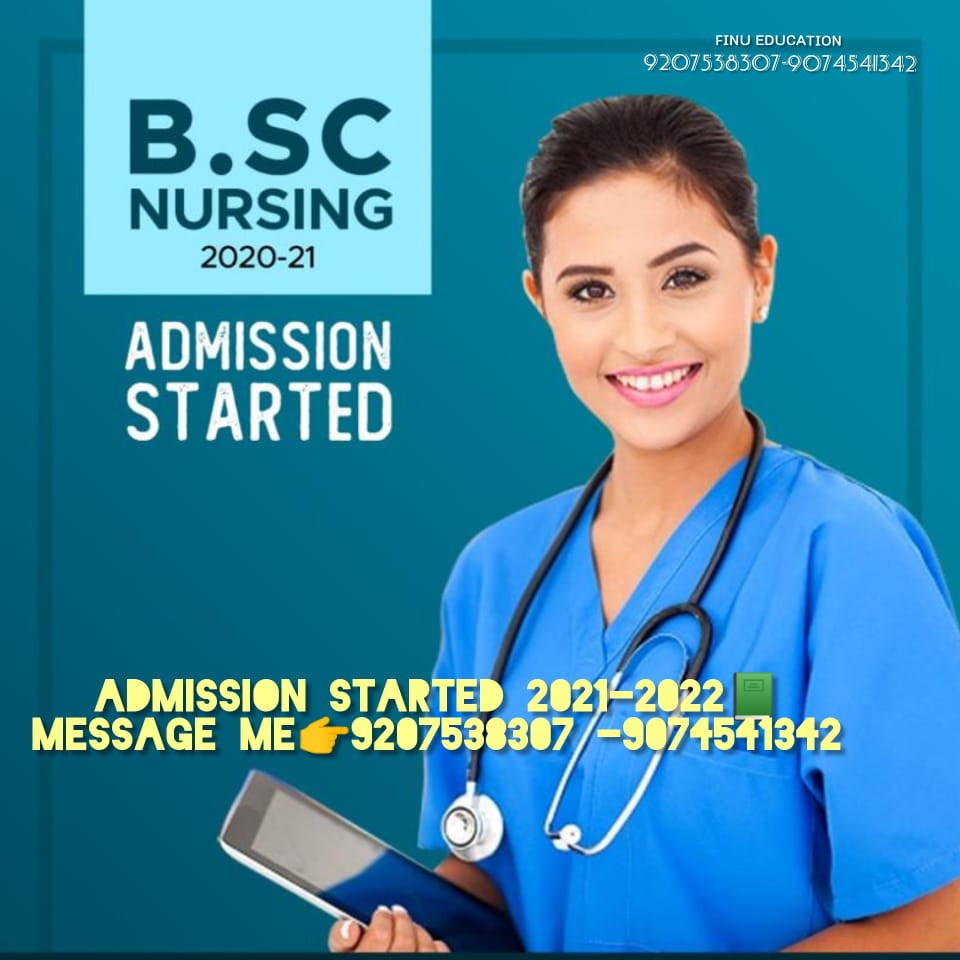 FINU EDUCATION
9207538307-9074541342
B.SC
NURSING
2020-21
ADMISSION
STARTED
ADMISSION STARTED 2021-2022📗
MESSAGE ME👉9207538307 -9074541342